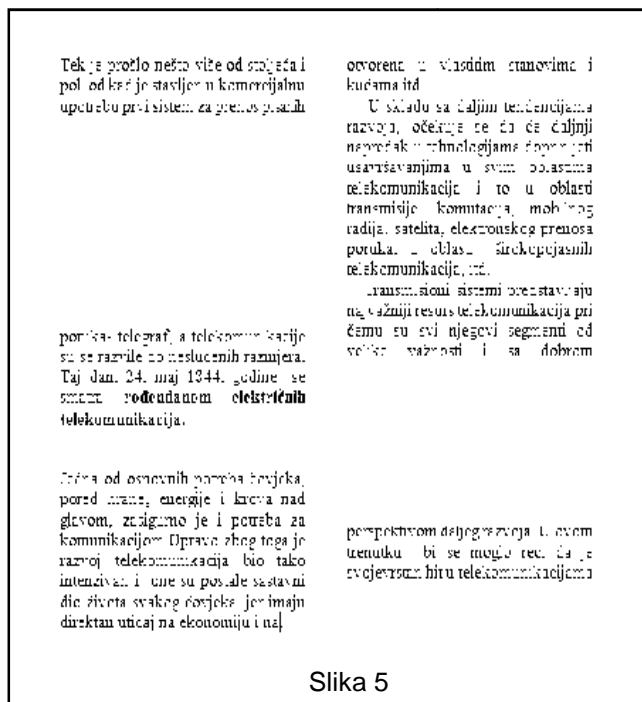 Tek je prošlo nešto više od stoljeća i
pol od kad je stavljen u komercijalnu
upotrebu prvi sistem za prenos pisanih
poruka- telegraf, a telekomunikacije
su se razvile do neslućenih razmjera.
Taj dan, 24. maj 1844. godine se
smatra rođendanom električnih
telekomunikacija.
Jedna od osnovnih potreba čovjeka,
pored hrane, energije i krova nad
glavom, zasigurno je i potreba za
komunikacijom. Upravo zbog toga je
razvoj telekomunikacija bio tako
intenzivan i one su postale sastavni
dio života svakog čovjeka jer imaju
direktan uticaj na ekonomiju i na
otvorena u vlastitim stanovima i
kućama itd.
U skladu sa daljim tendencijama
razvoja, očekuje se da će daljnji
napredak u tehnologijama doprinijeti
usavršavanjima u svim oblastima
telekomunikacija i to u oblasti
transmisije, komutacija, mobilnog
radija, satelita, elektronskog prenosa
poruka, u oblasti širokopojasnih
telekomunikacija, itd.
Transmisioni sistemi predstavljaju
najvažniji resurs telekomunikacija pri
čemu su svi njegovi segmenti od
velike važnosti i sa dobrom
perspektivom daljeg razvoja. U ovom
trenutku bi se moglo reći da je
svojevrstan hit u telekomunikacijama
Slika 5